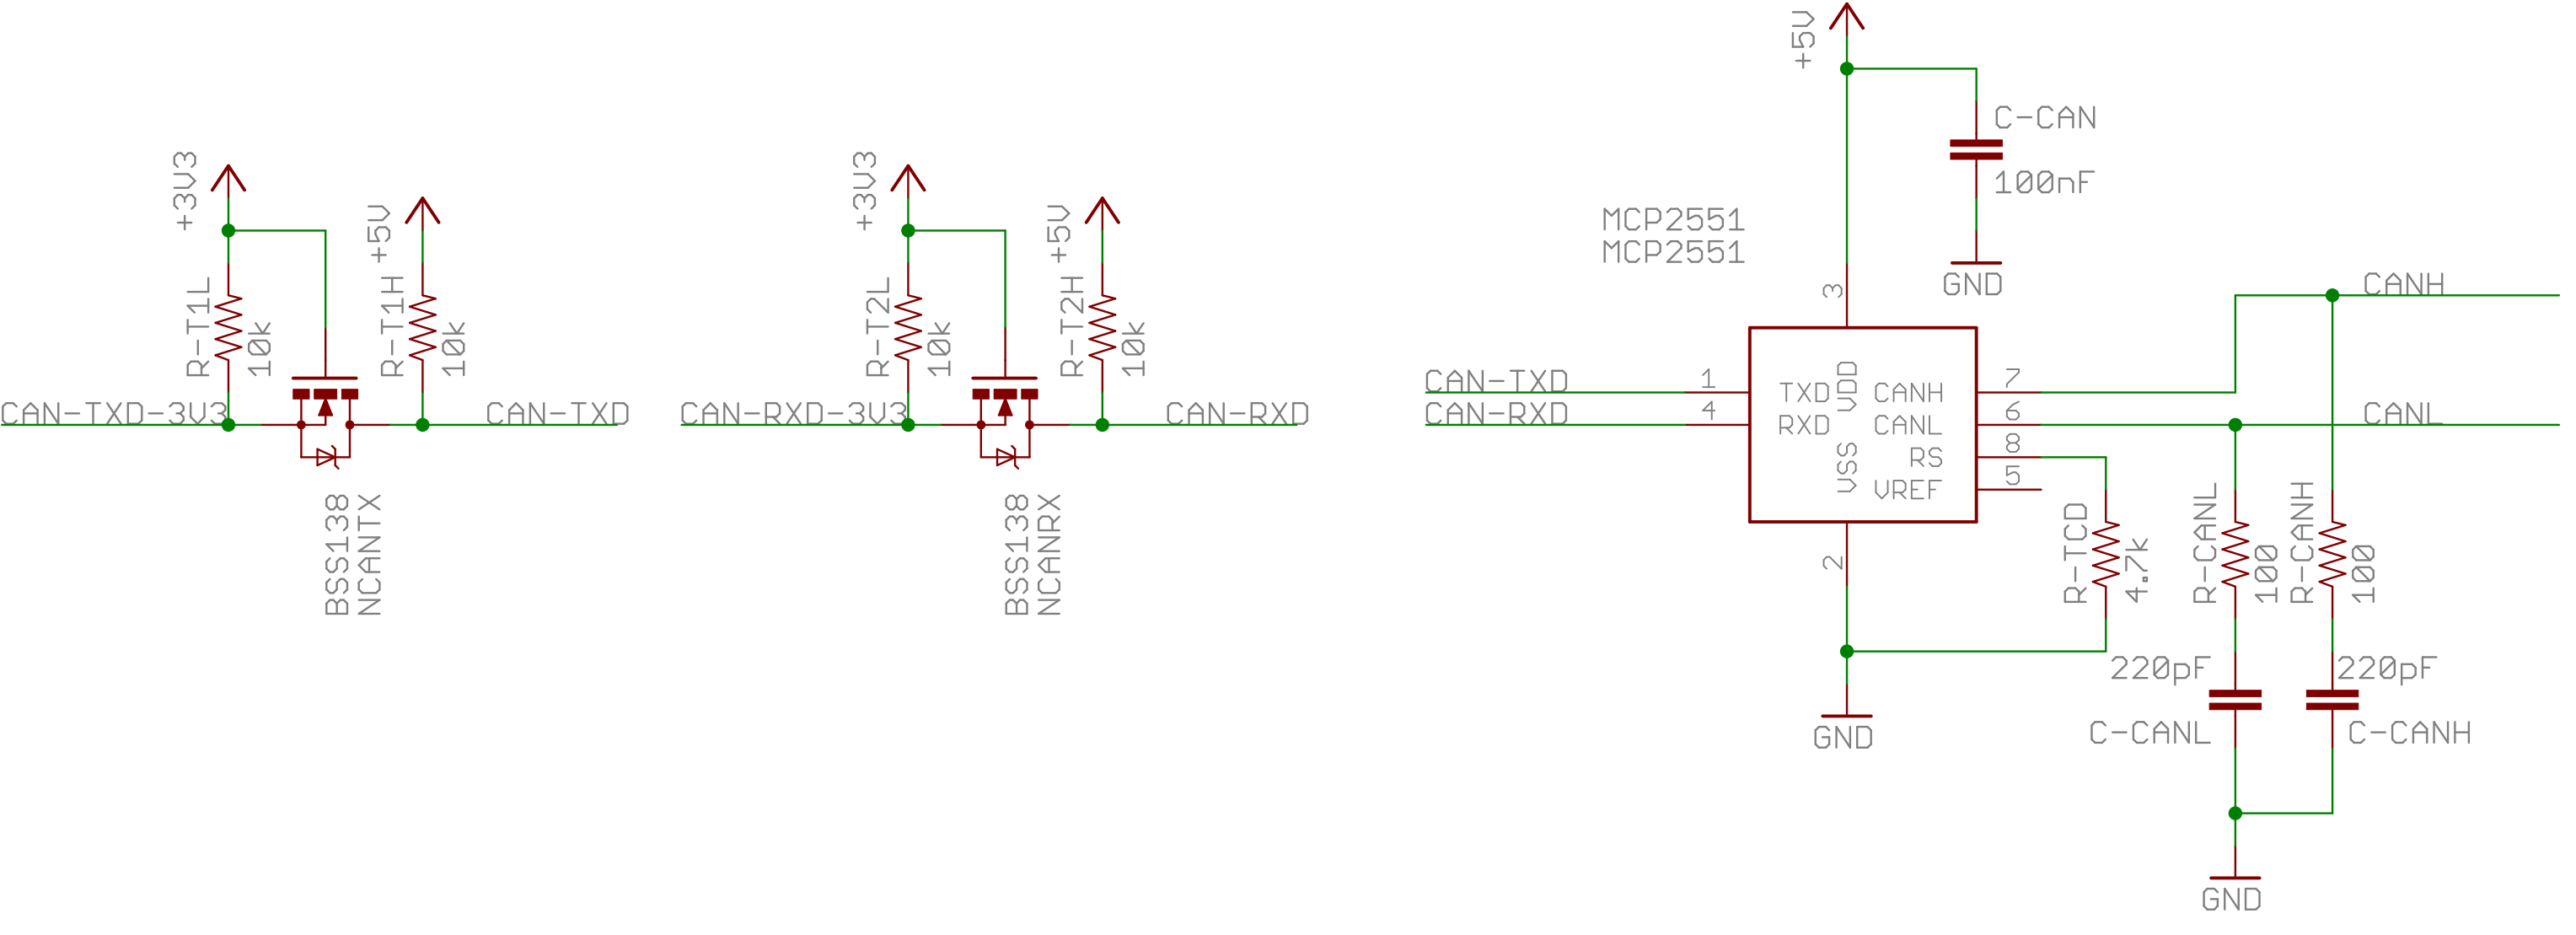 +3V3
+5V
R-T1L
10k
R-T1H
10k
CAN-TXD-3V3
CAN-TXD
BSS138
NCANTX
+3V3
+5V
R-T2L
10k
R-T2H
10k
CAN-RXD-3V3
CAN-RXD
BSS138
NCANRX
+5V
C-CAN
100nF
GND
MCP2551
MCP2551
3
CAN-TXD
CAN-RXD
1
4
TXD
RXD
VDD
VSS
CANH
CANL
RS
VREF
7
6
8
5
2
CANH
CANL
R-TCD
4.7k
R-CANL
100
R-CANH
100
220pF
C-CANL
220pF
C-CANH
GND
GND